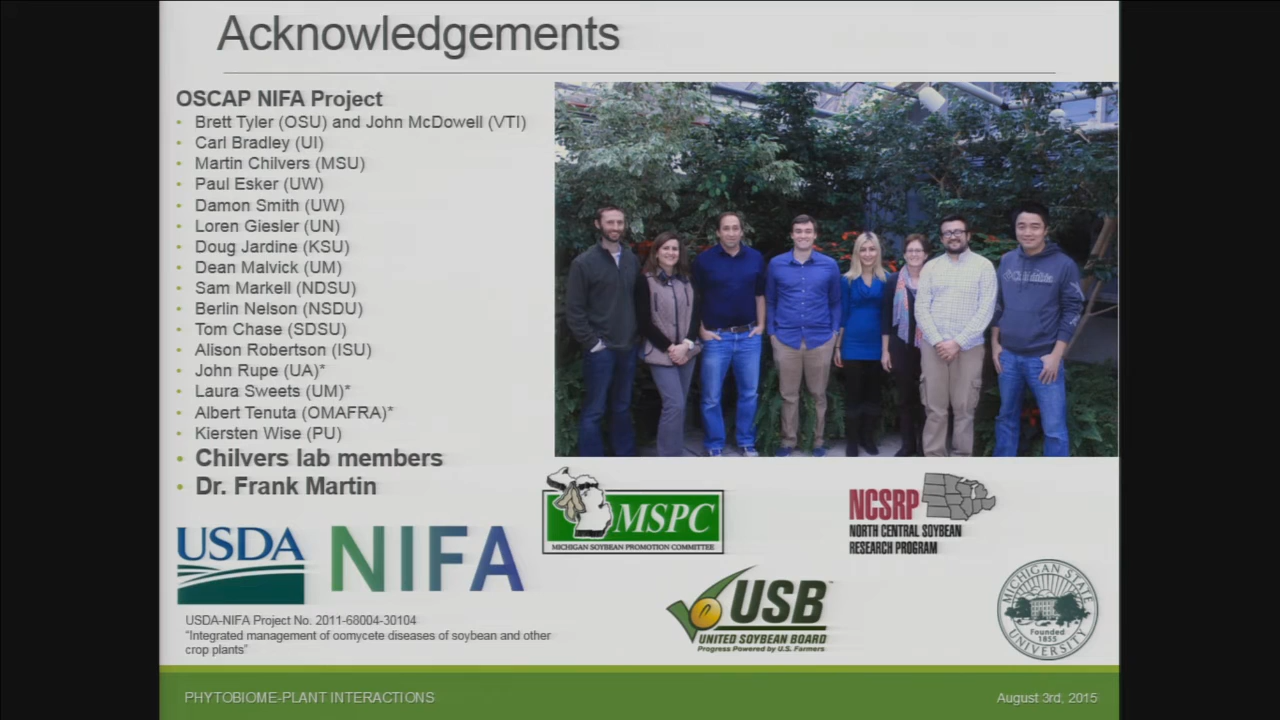 Acknowledgements
OSCAP NIFA Project
Brett Tyler (OSU) and John McDowell (VTI)
Carl Bradley (UI)
Martin Chilvers (MSU)
Paul Esker (UW)
Damon Smith (UW)
Loren Giesler (UN)
Doug Jardine (KSU)
Dean Malvick (UM)
Sam Markell (NDSU)
Berlin Nelson (NSDU)
Tom Chase (SDSU)
Alison Robertson (ISU)
John Rupe (UA)*
Laura Sweets (UM)*
Albert Tenuta (OMAFRA)*
Kiersten Wise (PU)
Chilvers lab members
Dr. Frank Martin
Columbia
USDA NIFA
USDA-NIFA Project No. 2011-68004-30104
“Integrated management of oomycete diseases of soybean and other
crop plants”
MSPC
MICHIGAN SOYBEAN PROMOTION COMMITTEE
NCSRP
NORTH CENTRAL SOYBEAN
RESEARCH PROGRAM
USB™
UNITED SOYBEAN BOARD
Progress Powered by U.S. Farmers
MICHIGAN STATE
UNIVERSITY
Founded
1855
PHYTOBIOME-PLANT INTERACTIONS
August 3rd, 2015